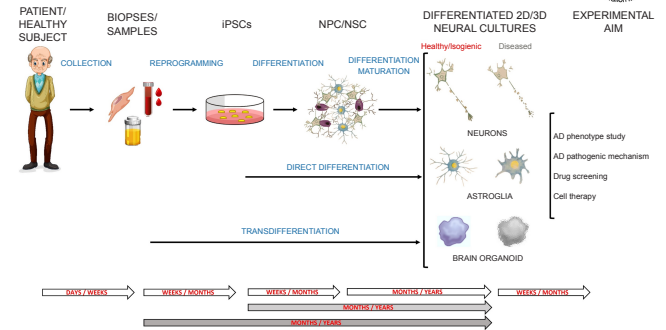 PATIENT/
HEALTHY
SUBJECT
BIOPSES/
SAMPLES
iPSCs
NPC/NSC
DIFFERENTIATED 2D/3D
NEURAL CULTURES
EXPERIMENTAL
AIM
Healthy/Isogienic
Diseased
COLLECTION
REPROGRAMMING
DIFFERENTIATION
DIFFERENTIATION
MATURATION
NEURONS
DIRECT DIFFERENTIATION
ASTROGLIA
TRANSDIFFERENTIATION
BRAIN ORGANOID
AD phenotype study
AD pathogenic mechanism
Drug screening
Cell therapy
DAYS / WEEKS
WEEKS / MONTHS
WEEKS / MONTHS
MONTHS / YEARS
WEEKS / MONTHS
MONTHS / YEARS
MONTHS / YEARS